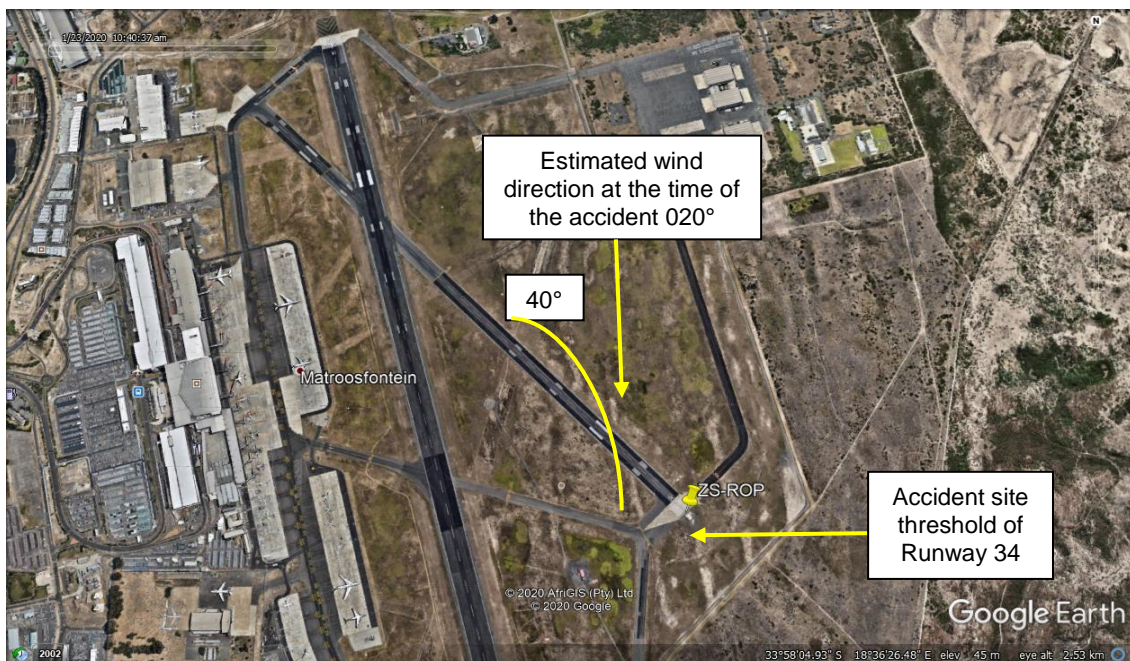 1/23/2020 10:40:37 am
N
Estimated wind
direction at the time of
the accident 020°
40°
Matroosfontein
ZS-ROP
Accident site
threshold of
Runway 34
© 2020 AfriGIS (Pty) Ltd
© 2020 Google
Google Earth
2002
33°58'04.93" S 18°36'26.48" E elev 45 m eye alt 2.53 km